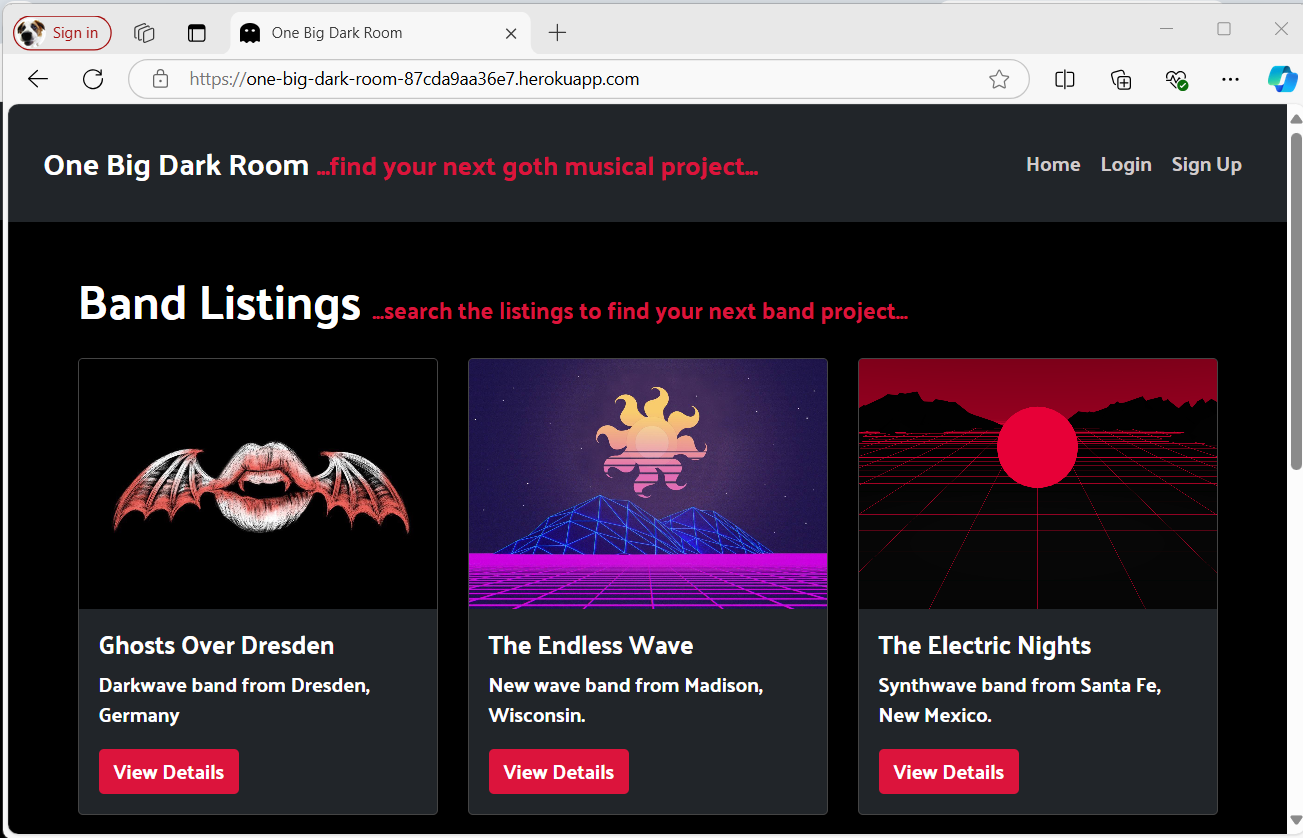 Sign in
One Big Dark Room
https://one-big-dark-room-87cda9aa36e7.herokuapp.com
One Big Dark Room ...find your next goth musical project...
Home Login Sign Up
Band Listings ...search the listings to find your next band project...
Ghosts Over Dresden
Darkwave band from Dresden,
Germany
View Details
The Endless Wave
New wave band from Madison,
Wisconsin.
View Details
The Electric Nights
Synthwave band from Santa Fe,
New Mexico.
View Details